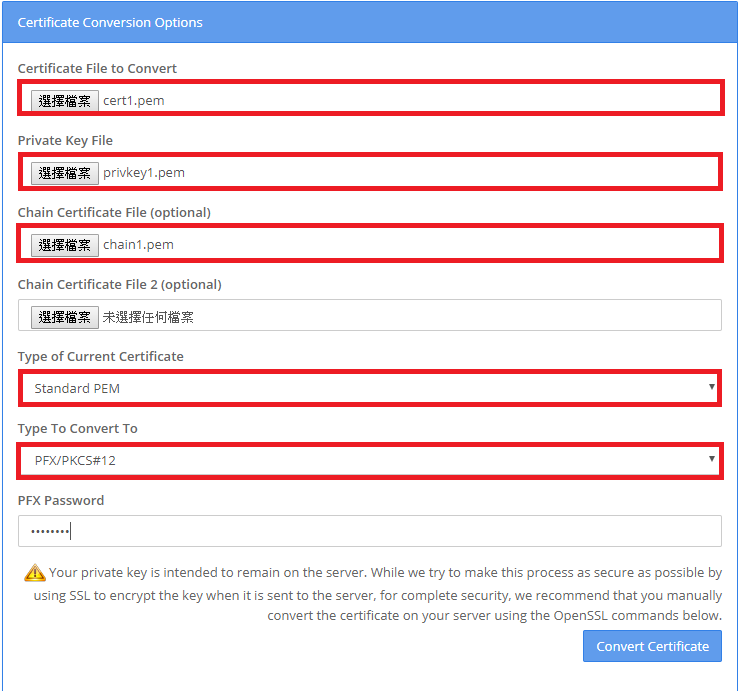 Certificate Conversion Options
Certificate File to Convert
選擇檔案 cert1.pem
Private Key File
選擇檔案 privkey1.pem
Chain Certificate File (optional)
選擇檔案 chain1.pem
Chain Certificate File 2 (optional)
選擇檔案 未選擇任何檔案
Type of Current Certificate
Standard PEM
Type To Convert To
PFX/PKCS#12
PFX Password
••••••••
Your private key is intended to remain on the server. While we try to make this process as secure as possible by
using SSL to encrypt the key when it is sent to the server, for complete security, we recommend that you manually
convert the certificate on your server using the OpenSSL commands below.
Convert Certificate